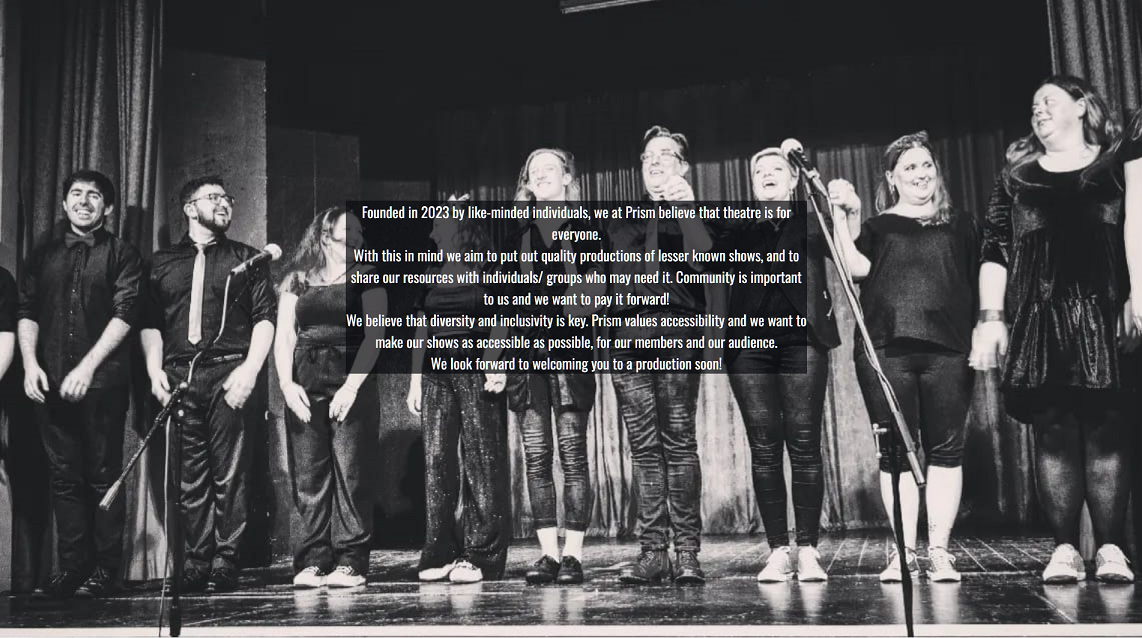 Founded in 2023 by like-minded individuals, we at Prism believe that theatre is for
everyone.
With this in mind we aim to put out quality productions of lesser known shows, and to
share our resources with individuals/ groups who may need it. Community is important
to us and we want to pay it forward!
We believe that diversity and inclusivity is key. Prism values accessibility and we want to
make our shows as accessible as possible, for our members and our audience.
We look forward to welcoming you to a production soon!